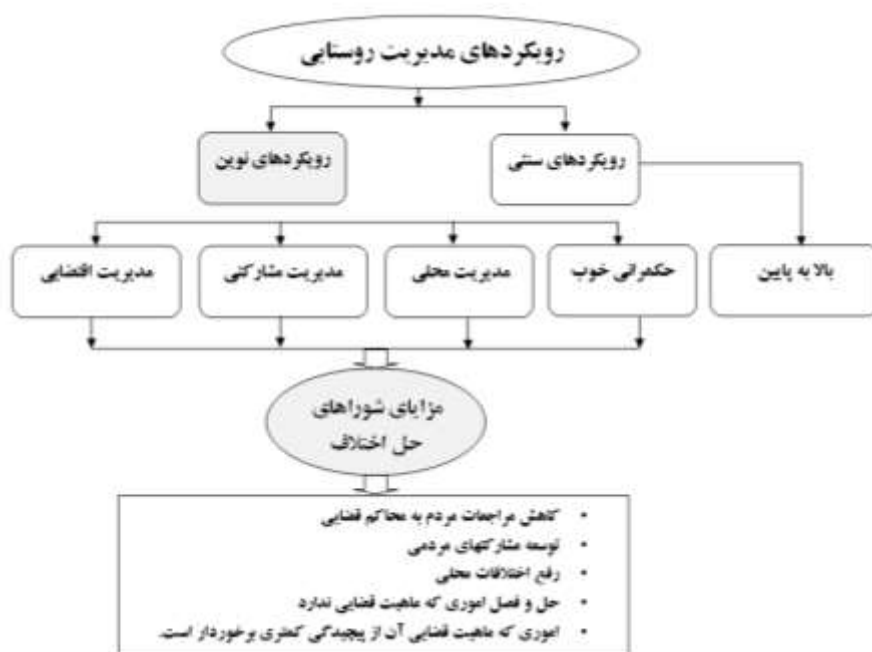 رویکردهای مدیریت روستایی
رویکردهای سنتی
رویکردهای نوین
بالا به پایین
حکمرانی خوب
مدیریت محلی
مدیریت مشارکتی
مدیریت اقتضایی
مزایای شوراهای
حل اختلاف
• کاهش مراجعات مردم به محاکم قضایی
• توسعه مشارکتهای مردمی
• رفع اختلافات محلی
• حل و فصل اموری که ماهیت قضایی ندارد
• اموری که ماهیت قضایی آن از پیچیدگی کمتری برخوردار است.